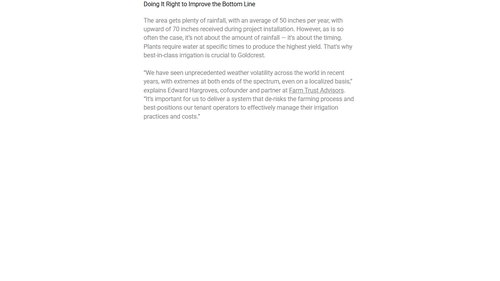 Doing It Right to Improve the Bottom Line
The area gets plenty of rainfall, with an average of 50 inches per year, with
upward of 70 inches received during project installation. However, as is so
often the case, it's not about the amount of rainfall – it's about the timing.
Plants require water at specific times to produce the highest yield. That's why
best-in-class irrigation is crucial to Goldcrest.
"We have seen unprecedented weather volatility across the world in recent
years, with extremes at both ends of the spectrum, even on a localized basis,"
explains Edward Hargroves, cofounder and partner at Farm Trust Advisors.
"It's important for us to deliver a system that de-risks the farming process and
best-positions our tenant operators to effectively manage their irrigation
practices and costs."